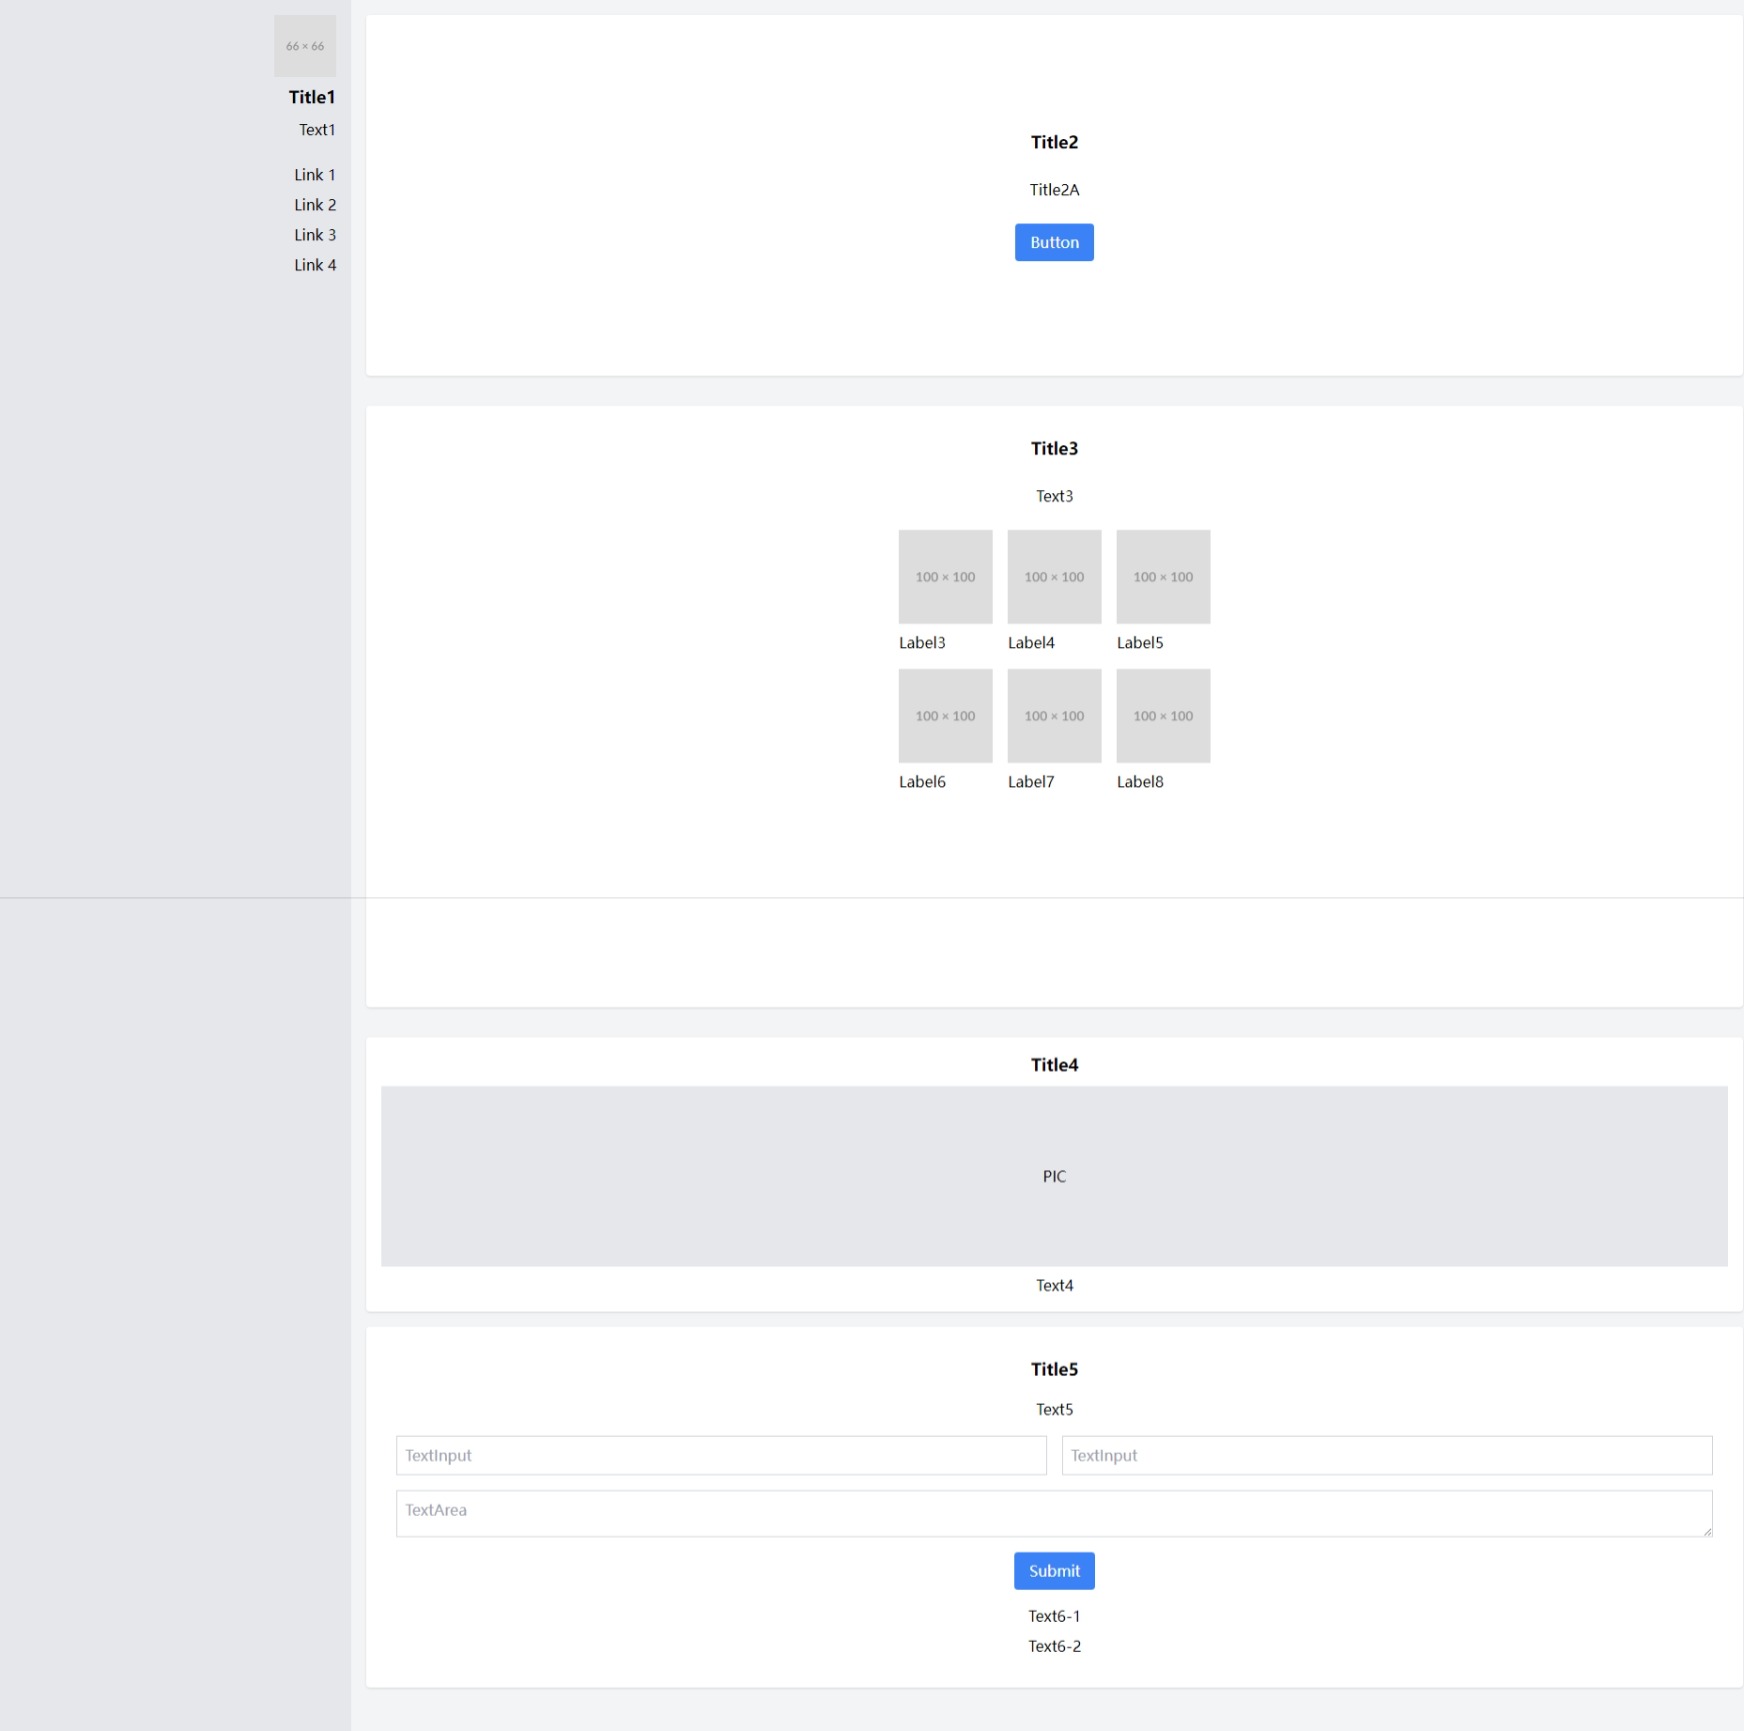 66 × 66
Title1
Text1
Link 1
Link 2
Link 3
Link 4
Title2
Title2A
Button
Title3
Text3
100 × 100 100 × 100 100 × 100
Label3 Label4 Label5
100 × 100 100 × 100 100 × 100
Label6 Label7 Label8
Title4
PIC
Text4
Title5
Text5
TextInput TextInput
TextArea
Submit
Text6-1
Text6-2